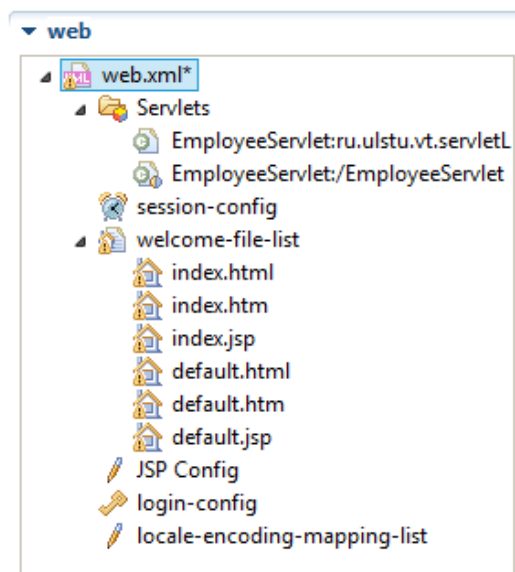 web
web.xml*
Servlets
EmployeeServlet:ru.ulstu.vt.servletL
EmployeeServlet:/EmployeeServlet
session-config
welcome-file-list
index.html
index.htm
index.jsp
default.html
default.htm
default.jsp
JSP Config
login-config
locale-encoding-mapping-list